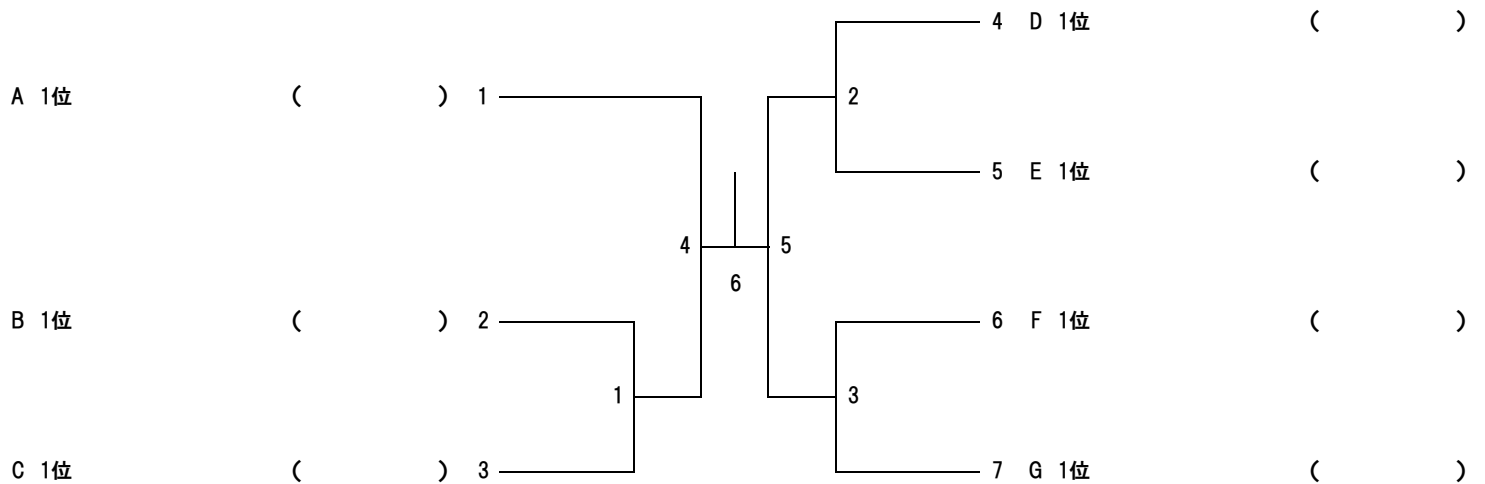 4 D 1位 ( )
A 1位 ( ) 1
2
5 E 1位 ( )
4
5
6
B 1位 ( ) 2
6 F 1位 ( )
1
3
C 1位 ( ) 3
7 G 1位 ( )